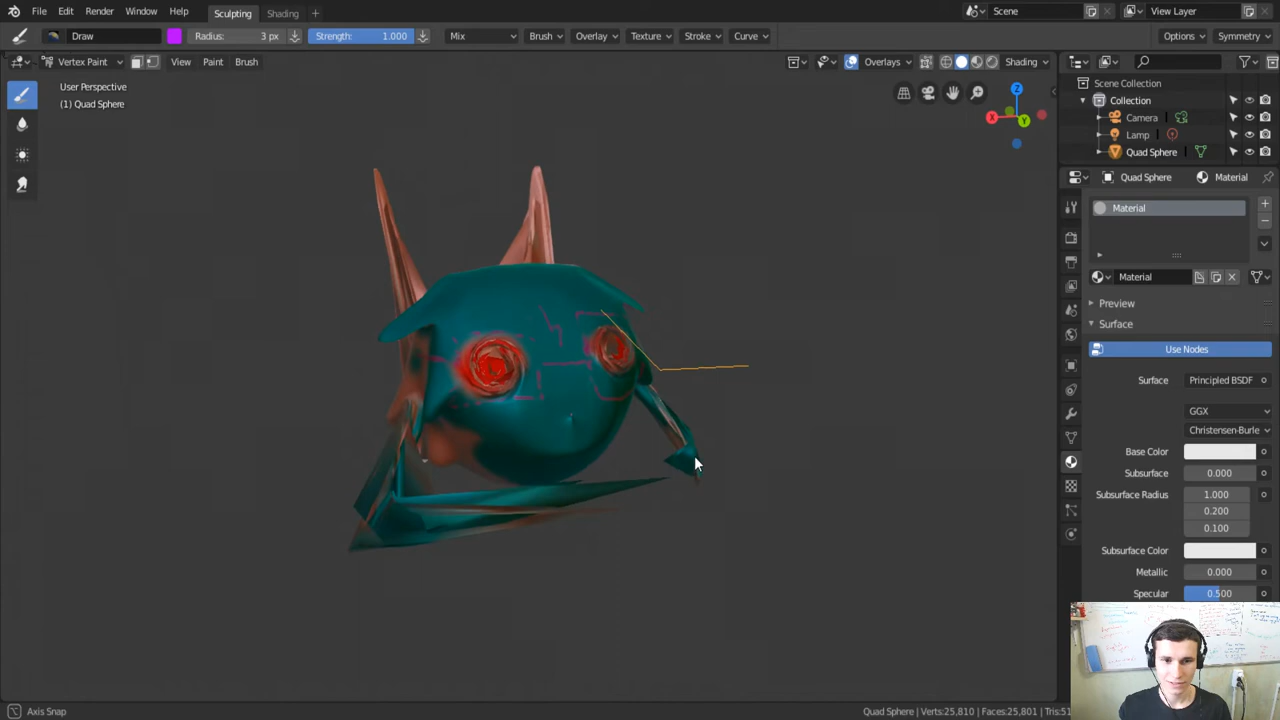 File Edit Render Window Help Sculpting Shading + Scene View Layer
Draw Radius: 3 px Strength: 1.000 Mix Brush Overlay Texture Stroke Curve Options Symmetry
Vertex Paint View Paint Brush Overlays Shading
User Perspective
(1) Quad Sphere
Z
X
Y
Scene Collection
Collection
Camera
Lamp
Quad Sphere
Quad Sphere Material
Material
Material
Preview
Surface
Use Nodes
Surface Principled BSDF
GGX
Christensen-Burle
Base Color
Subsurface 0.000
Subsurface Radius 1.000
0.200
0.100
Subsurface Color
Metallic 0.000
Specular 0.500
Axis Snap
Quad Sphere | Verts:25,810 | Faces:25,801 | Tris:51